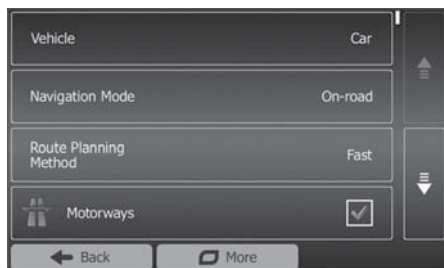 Vehicle Car
Navigation Mode On-road
Route Planning
Method Fast
Motorways
Back More